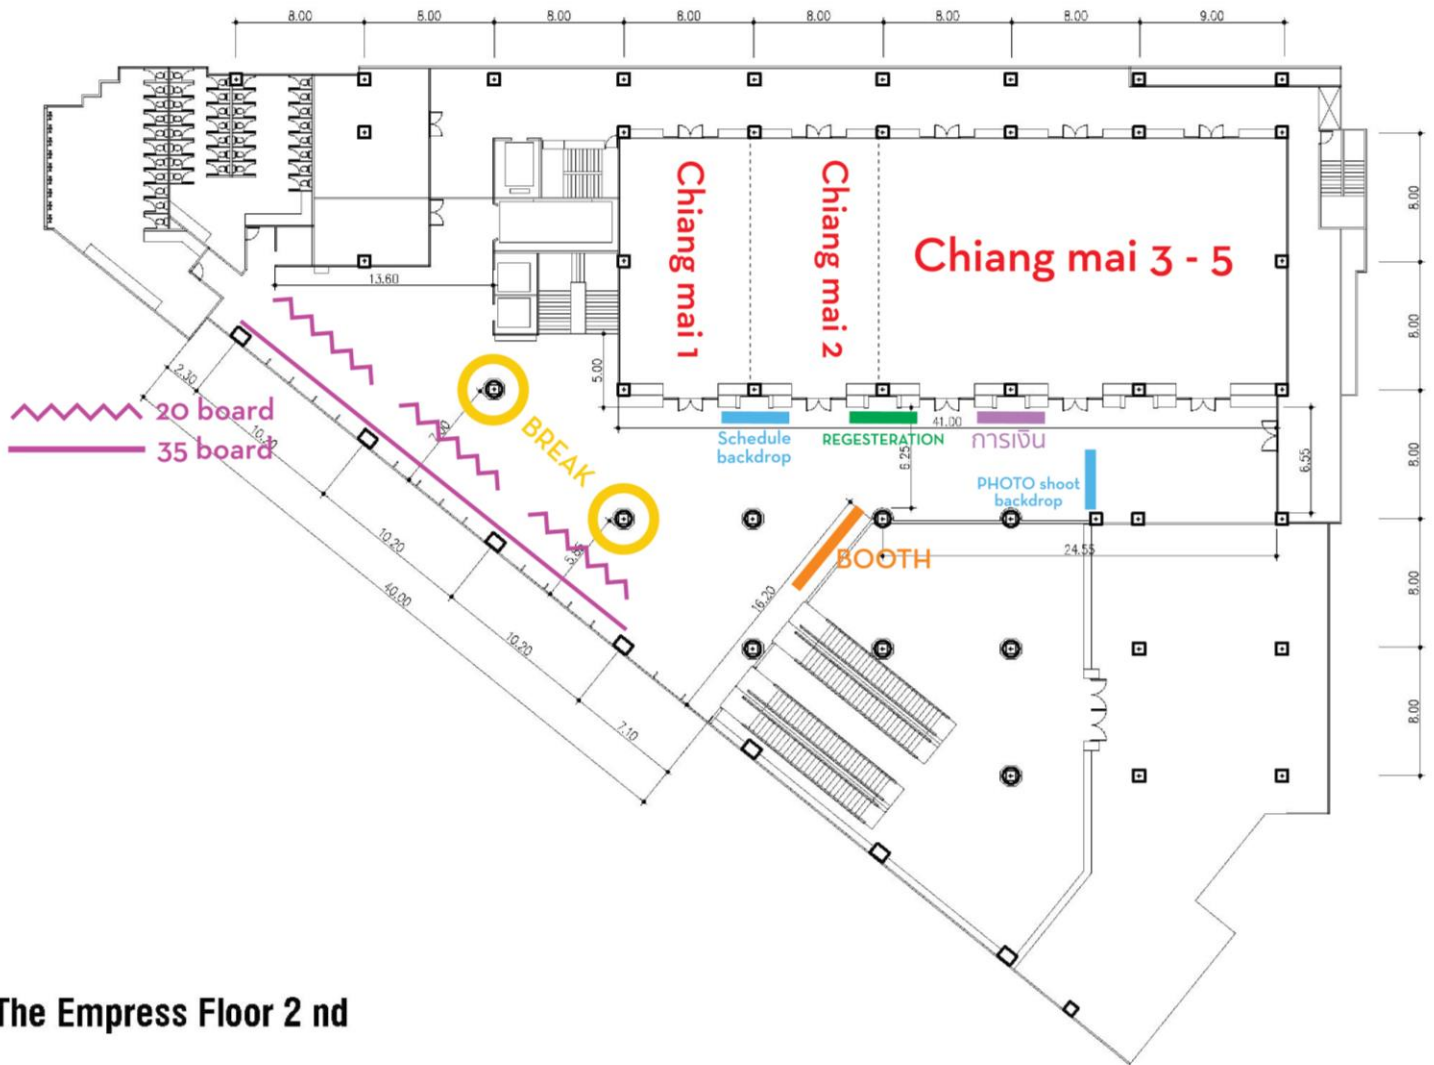 8.00 8.00 8.00 8.00 8.00 8.00 8.00 9.00
Chiang mai 1
Chiang mai 2
Chiang mai 3 - 5
8.00
8.00
8.00
8.00
8.00
13.60
5.00
2.30
20 board
35 board
10.20
10.20
10.20
7.10
40.00
BREAK
Schedule
backdrop
REGESTERATION
41.00
การเงิน
6.25
6.55
PHOTO shoot
backdrop
BOOTH
24.55
16.20
The Empress Floor 2 nd